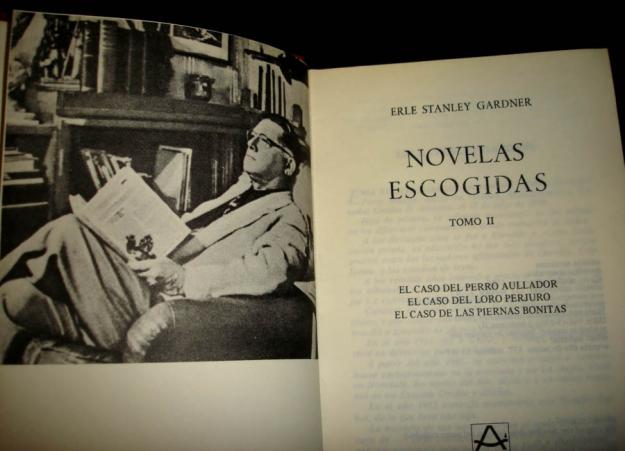 ERLE STANLEY GARDNER
NOVELAS
ESCOGIDAS
TOMO II
EL CASO DEL PERRO AULLADOR
EL CASO DEL LORO PERJURO
EL CASO DE LAS PIERNAS BONITAS